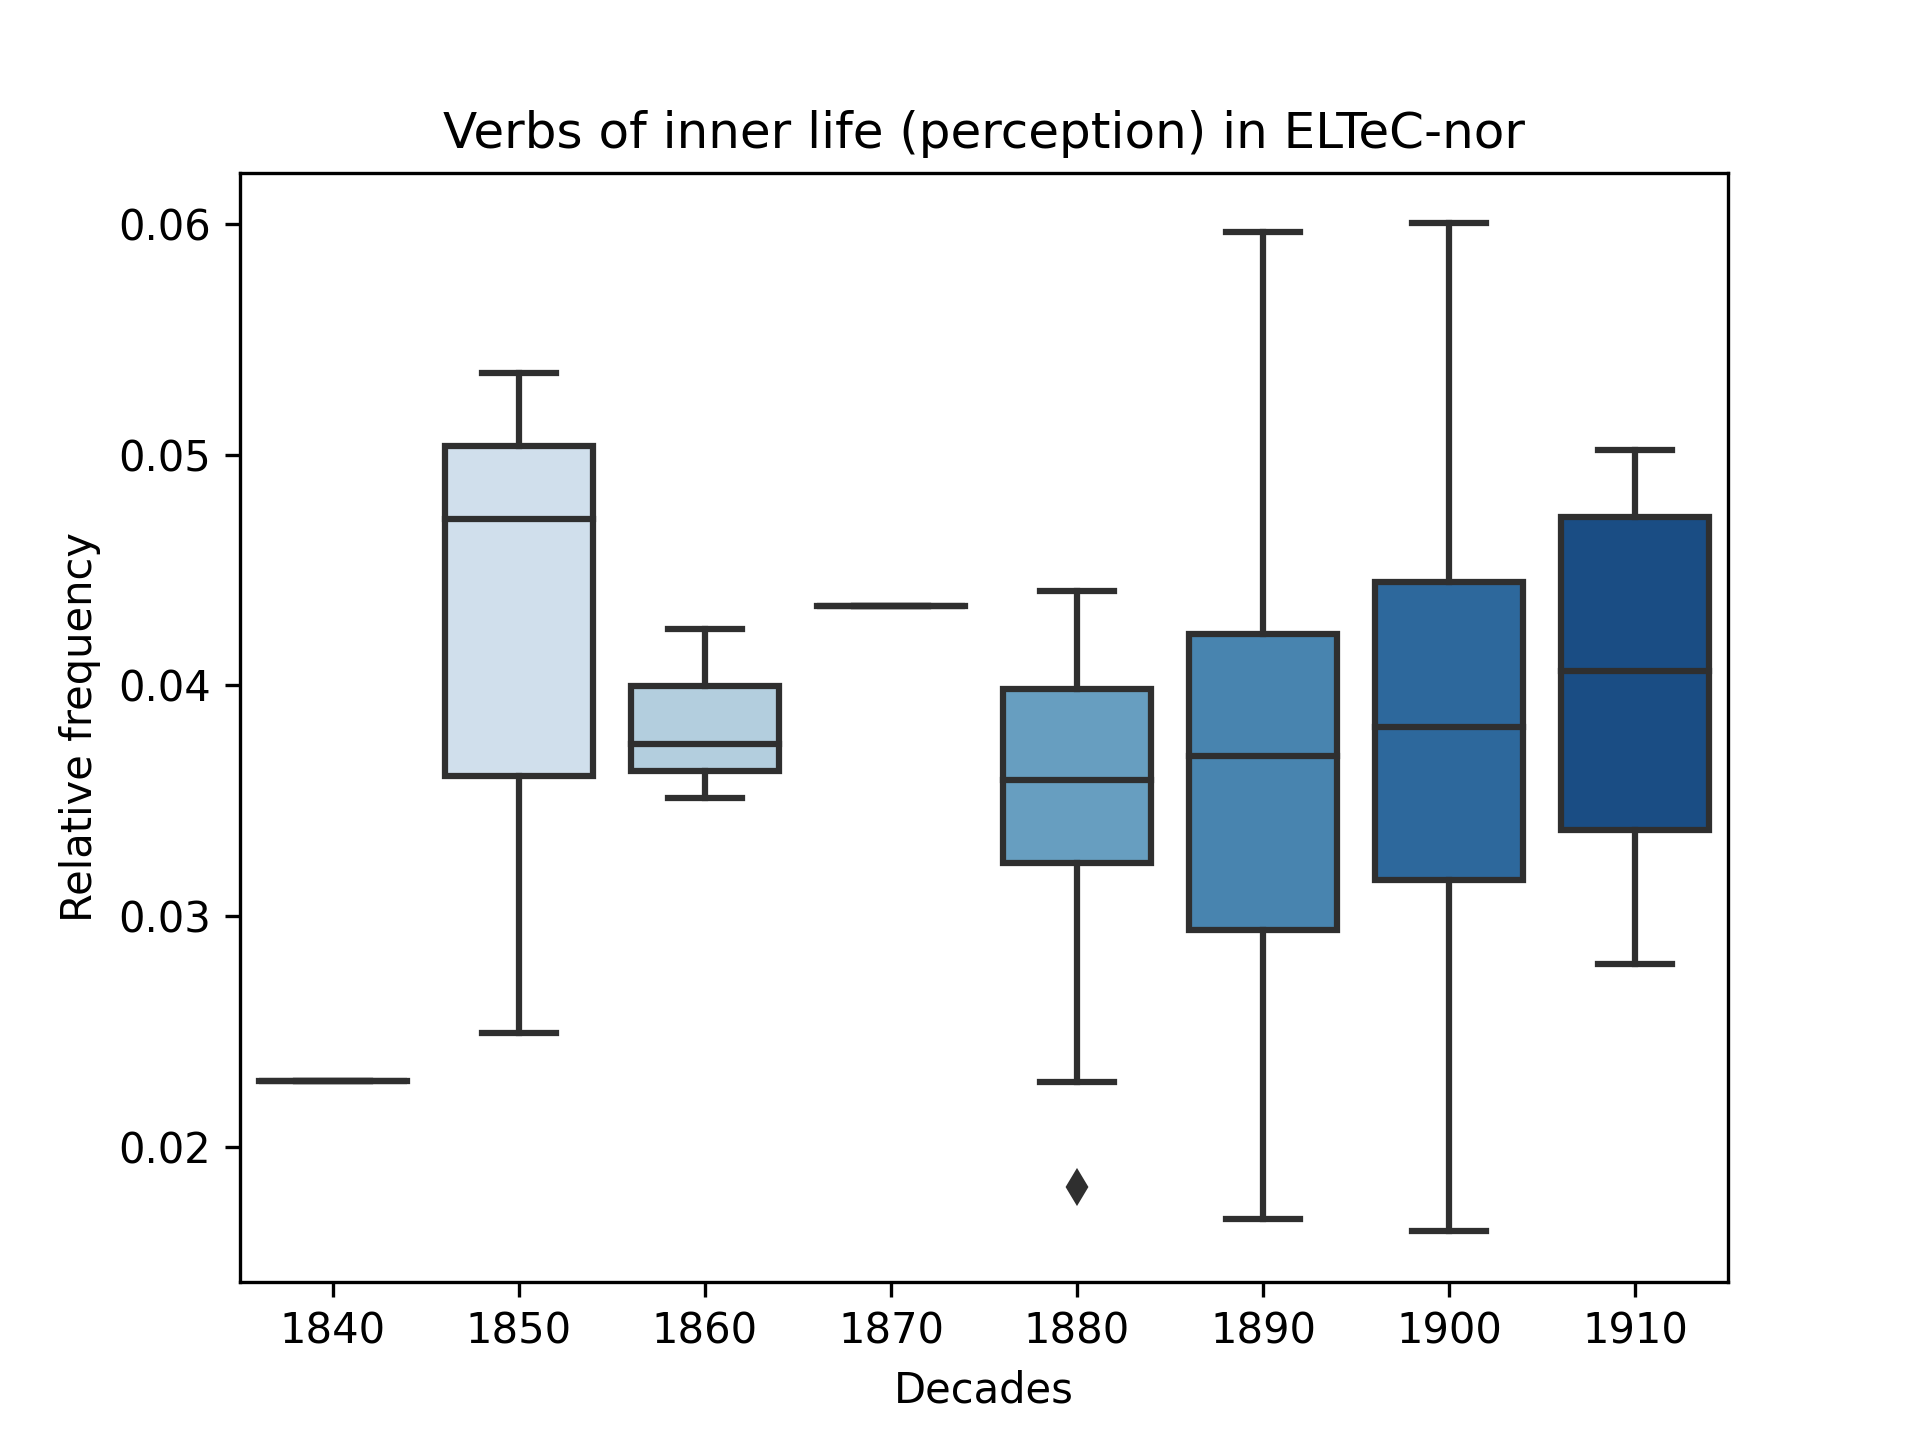 Verbs of inner life (perception) in ELTeC-nor
Relative frequency
0.06
0.05
0.04
0.03
0.02
1840 1850 1860 1870 1880 1890 1900 1910
Decades